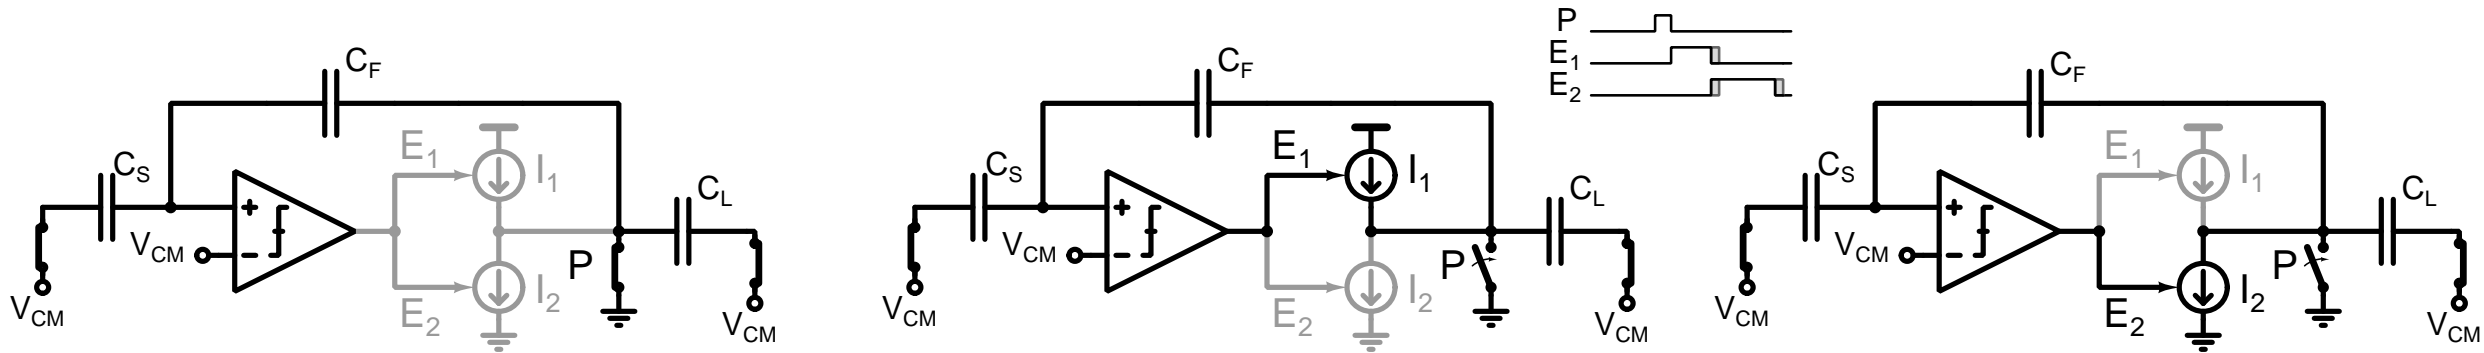 P
E1
E2
CF
CS
E1
I1
CL
+
VCM
−
P
I2
E2
VCM
VCM
CF
CS
E1
I1
CL
+
VCM
−
P
I2
E2
VCM
VCM
CF
CS
E1
I1
CL
+
VCM
−
P
I2
E2
VCM
VCM